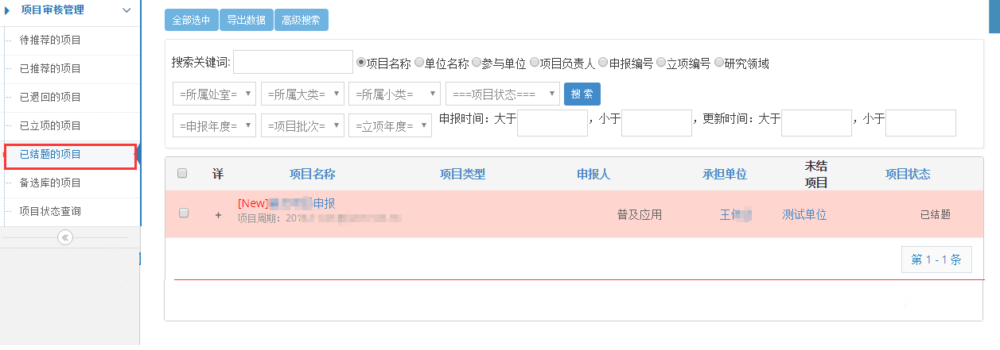 项目审核管理
待推荐的项目
已推荐的项目
已退回的项目
已立项的项目
已结题的项目
备选库的项目
项目状态查询
全部选中 导出数据 高级搜索
搜索关键词: 项目名称 单位名称 参与单位 项目负责人 申报编号 立项编号 研究领域
=所属处室= =所属大类= =所属小类= ===项目状态=== 搜 索
=申报年度= =项目批次= =立项年度= 申报时间：大于 ，小于 ，更新时间：大于 ，小于
详 项目名称 项目类型 申报人 承担单位 未结项目 项目状态
+ [New] 申报 普及应用 王 测试单位 已结题
项目周期：201
第 1 - 1 条